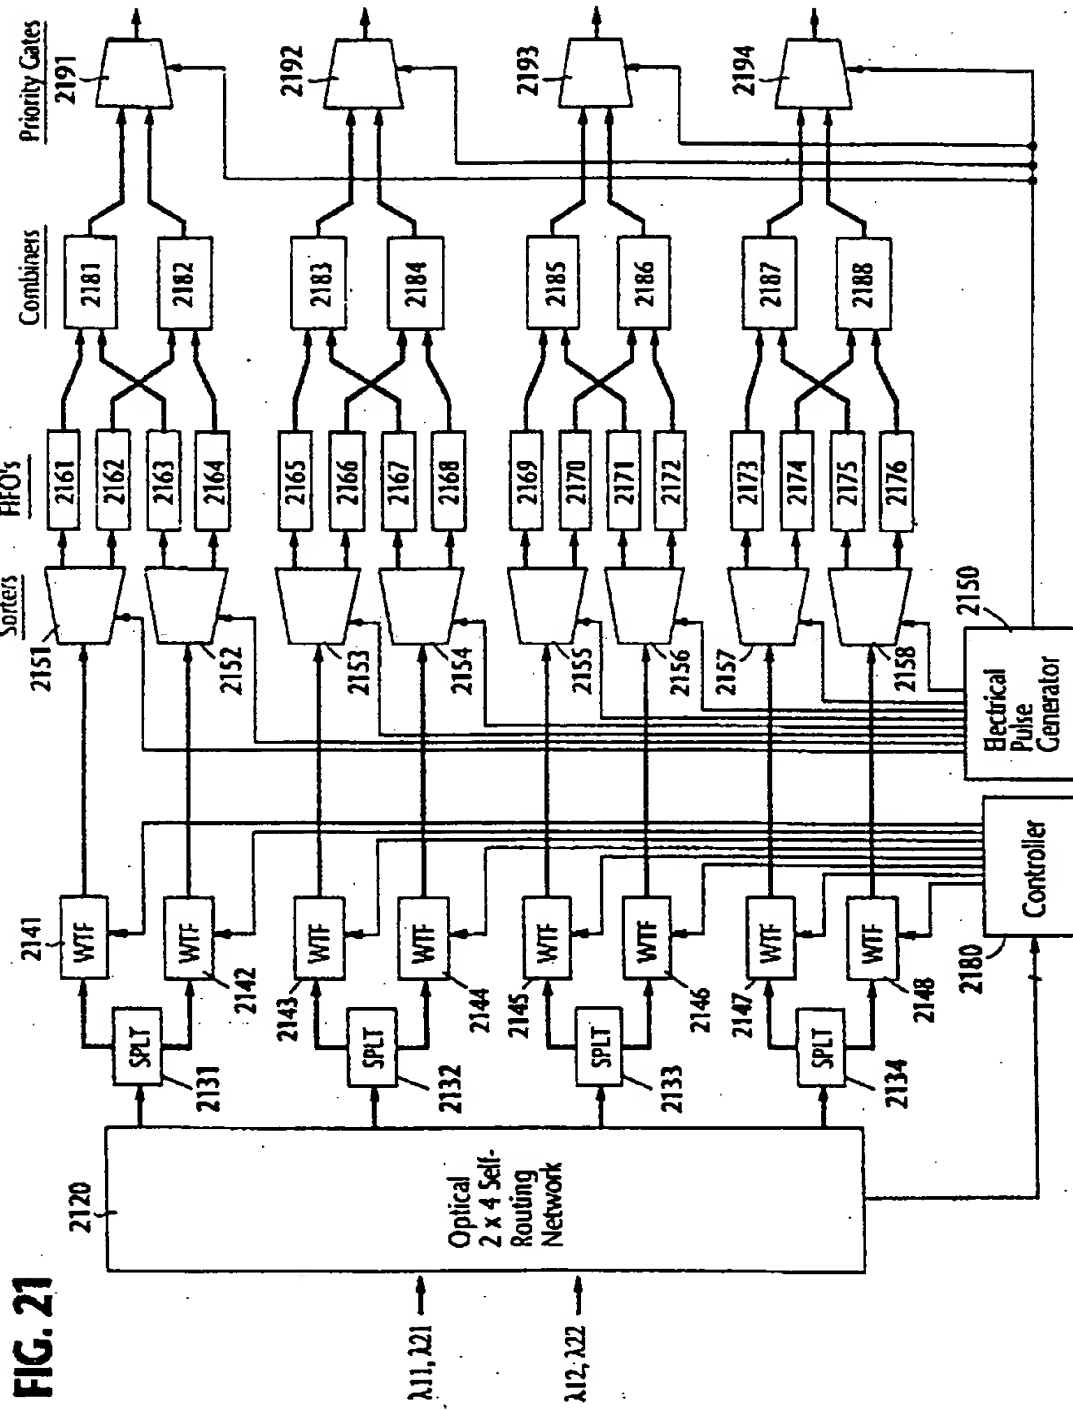 FIG. 21
λ11, λ21
λ12, λ22
2120
Optical
2 x 4 Self-
Routing
Network
SPLT
2131
SPLT
2132
SPLT
2133
SPLT
2134
2141
WTF
WTF
2142
2143
WTF
WTF
2144
2145
WTF
WTF
2146
2147
WTF
WTF
2148
2180
Controller
Electrical
Pulse
Generator
2150
Sorters
2151
2152
2153
2154
2155
2156
2157
2158
FIFO's
2161
2162
2163
2164
2165
2166
2167
2168
2169
2170
2171
2172
2173
2174
2175
2176
Combiners
2181
2182
2183
2184
2185
2186
2187
2188
Priority Gates
2191
2192
2193
2194